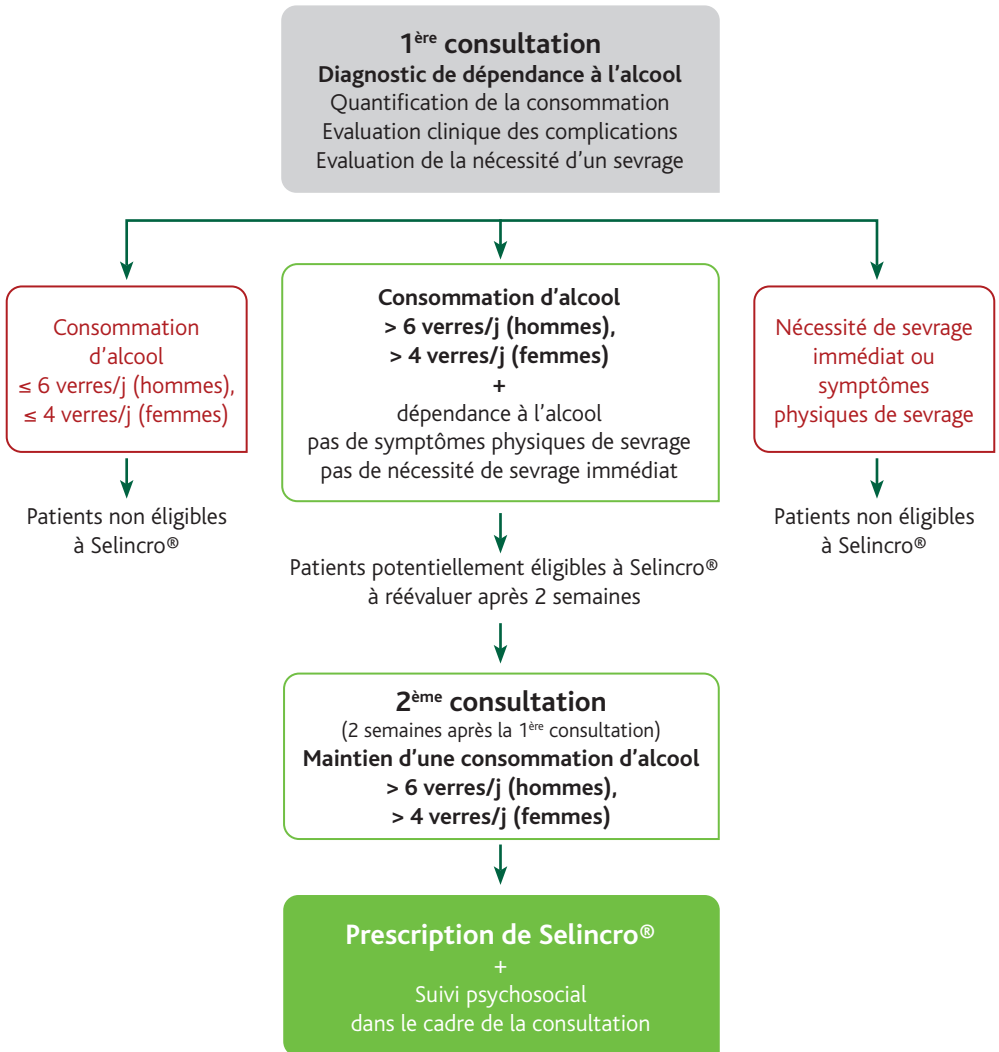 1ère consultation
Diagnostic de dépendance à l'alcool
Quantification de la consommation
Evaluation clinique des complications
Evaluation de la nécessité d'un sevrage
Consommation
d'alcool
≤ 6 verres/j (hommes),
≤ 4 verres/j (femmes)
Patients non éligibles
à Selincro®
Consommation d'alcool
> 6 verres/j (hommes),
> 4 verres/j (femmes)
+
dépendance à l'alcool
pas de symptômes physiques de sevrage
pas de nécessité de sevrage immédiat
Nécessité de sevrage
immédiat ou
symptômes
physiques de sevrage
Patients non éligibles
à Selincro®
Patients potentiellement éligibles à Selincro®
à réévaluer après 2 semaines
2ème consultation
(2 semaines après la 1ère consultation)
Maintien d'une consommation d'alcool
> 6 verres/j (hommes),
> 4 verres/j (femmes)
Prescription de Selincro®
+
Suivi psychosocial
dans le cadre de la consultation